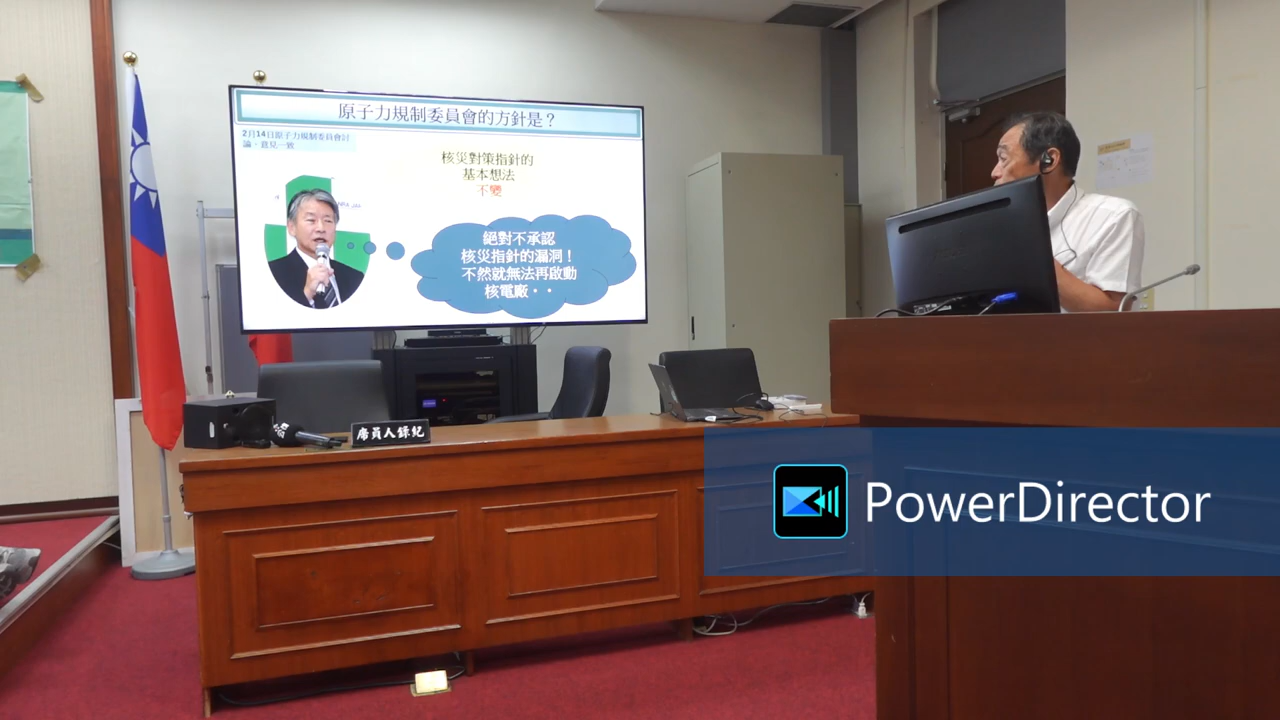 原子力規制委員會的方針是？
2月14日原子力規制委員會討
論、意見一致
核災對策指針的
基本想法
不變
絕對不承認
核災指針的漏洞！
不然就無法再啟動
核電廠・・
席員人錄紀
PowerDirector